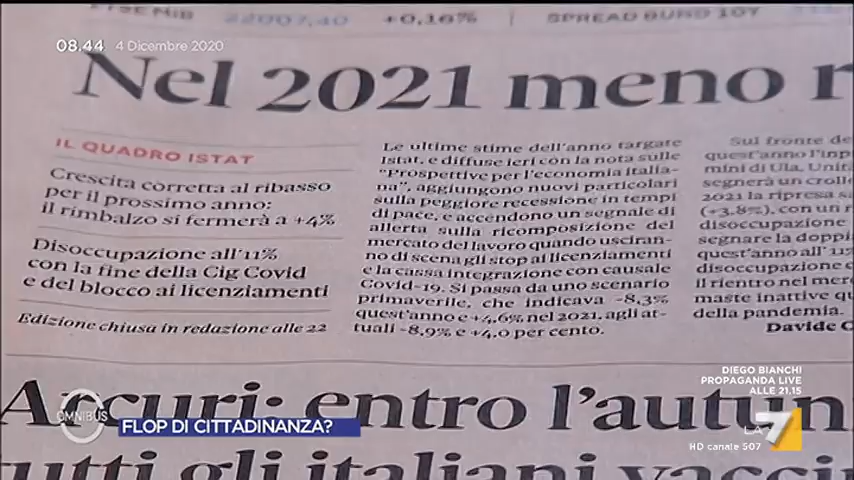 FTSE MIB 22007,40 +0,16% | SPREAD BUND 10Y
08.44 4 Dicembre 2020
Nel 2021 meno
IL QUADRO ISTAT
Crescita corretta al ribasso
per il prossimo anno:
il rimbalzo si fermerà a +4%
Disoccupazione all'11%
con la fine della Cig Covid
e del blocco ai licenziamenti
Edizione chiusa in redazione alle 22
Le ultime stime dell'anno targate
Istat, e diffuse ieri con la nota sulle
"Prospettive per l'economia italia-
na", aggiungono nuovi particolari
sulla peggiore recessione in tempi
di pace, e accendono un segnale di
allerta sulla ricomposizione del
mercato del lavoro quando usciran-
no di scena gli stop ai licenziamenti
e la cassa integrazione con causale
Covid-19. Si passa da uno scenario
primaverile, che indicava -8,3%
quest'anno e +4,6% nel 2021, agli at-
tuali -8,9% e +4,0 per cento.
Sul fronte de
quest'anno l'inp
mini di Ula, Unit
segnerà un croll
2021 la ripresa s
(+3,8%), con un r
disoccupazione
segnare la doppi
quest'anno all'11
disoccupazione
il rientro nel mer
maste inattive q
della pandemia.
Davide C
Arcuri: entro l'autun
tutti gli italiani vacci
OMNIBUS
FLOP DI CITTADINANZA?
DIEGO BIANCHI
PROPAGANDA LIVE
ALLE 21.15
LA 7
HD canale 507